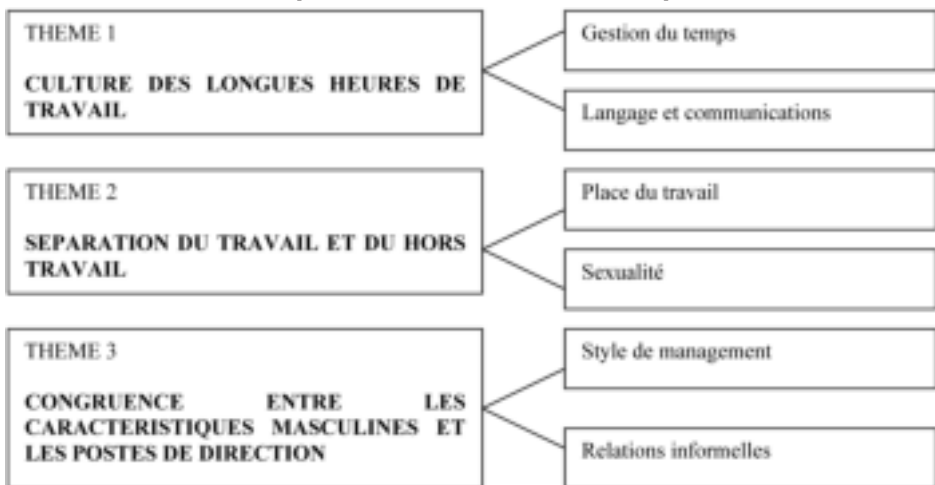 THEME 1
CULTURE DES LONGUES HEURES DE
TRAVAIL
Gestion du temps
Langage et communications
THEME 2
SEPARATION DU TRAVAIL ET DU HORS
TRAVAIL
Place du travail
Sexualité
THEME 3
CONGRUENCE ENTRE LES
CARACTERISTIQUES MASCULINES ET
LES POSTES DE DIRECTION
Style de management
Relations informelles